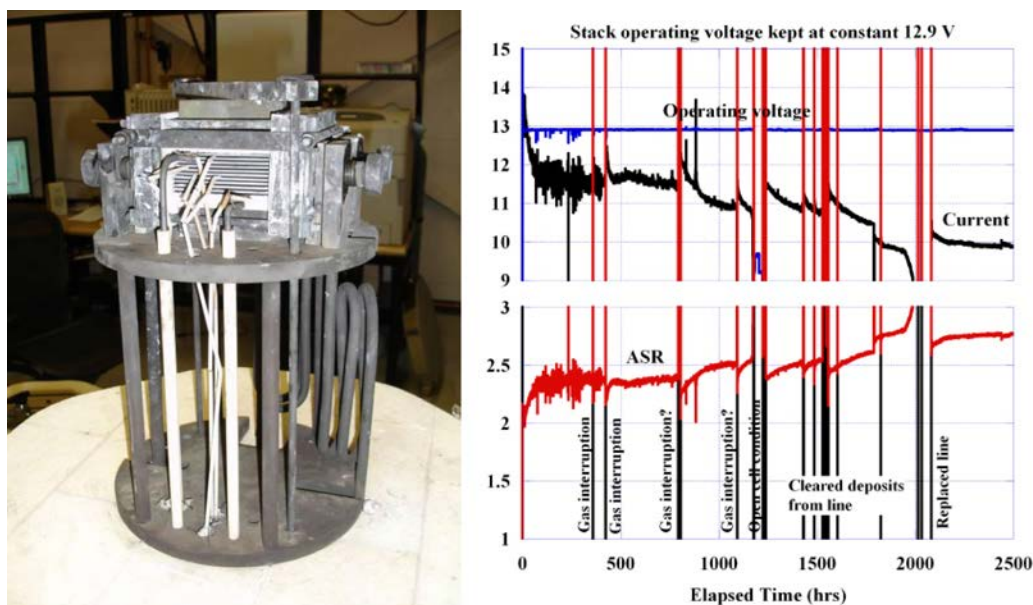 Stack operating voltage kept at constant 12.9 V
15
14
13
12
11
10
9
Operating voltage
Current
3
2.5
2
1.5
1
ASR
Gas interruption
Gas interruption
Gas interruption?
Gas interruption?
Open cell condition
Cleared deposits
from line
Replaced line
0
500
1000
1500
2000
2500
Elapsed Time (hrs)